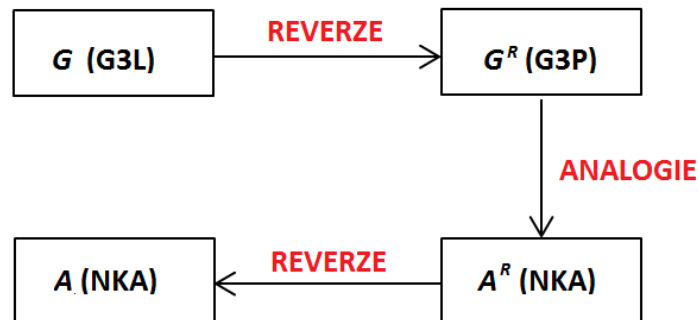 REVERZE
G (G3L)
G^R (G3P)
ANALOGIE
REVERZE
A (NKA)
A^R (NKA)